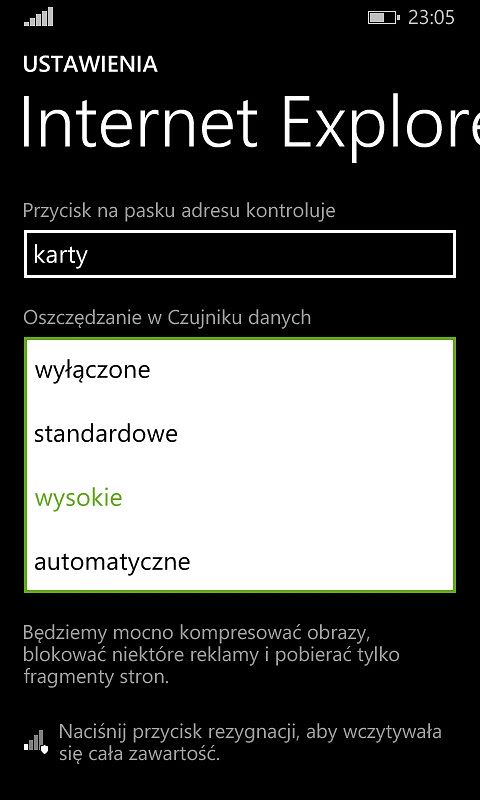 23:05
USTAWIENIA
Internet Explore
Przycisk na pasku adresu kontroluje
karty
Oszczędzanie w Czujniku danych
wyłączone
standardowe
wysokie
automatyczne
Będziemy mocno kompresować obrazy,
blokować niektóre reklamy i pobierać tylko
fragmenty stron.
Naciśnij przycisk rezygnacji, aby wczytywała
się cała zawartość.